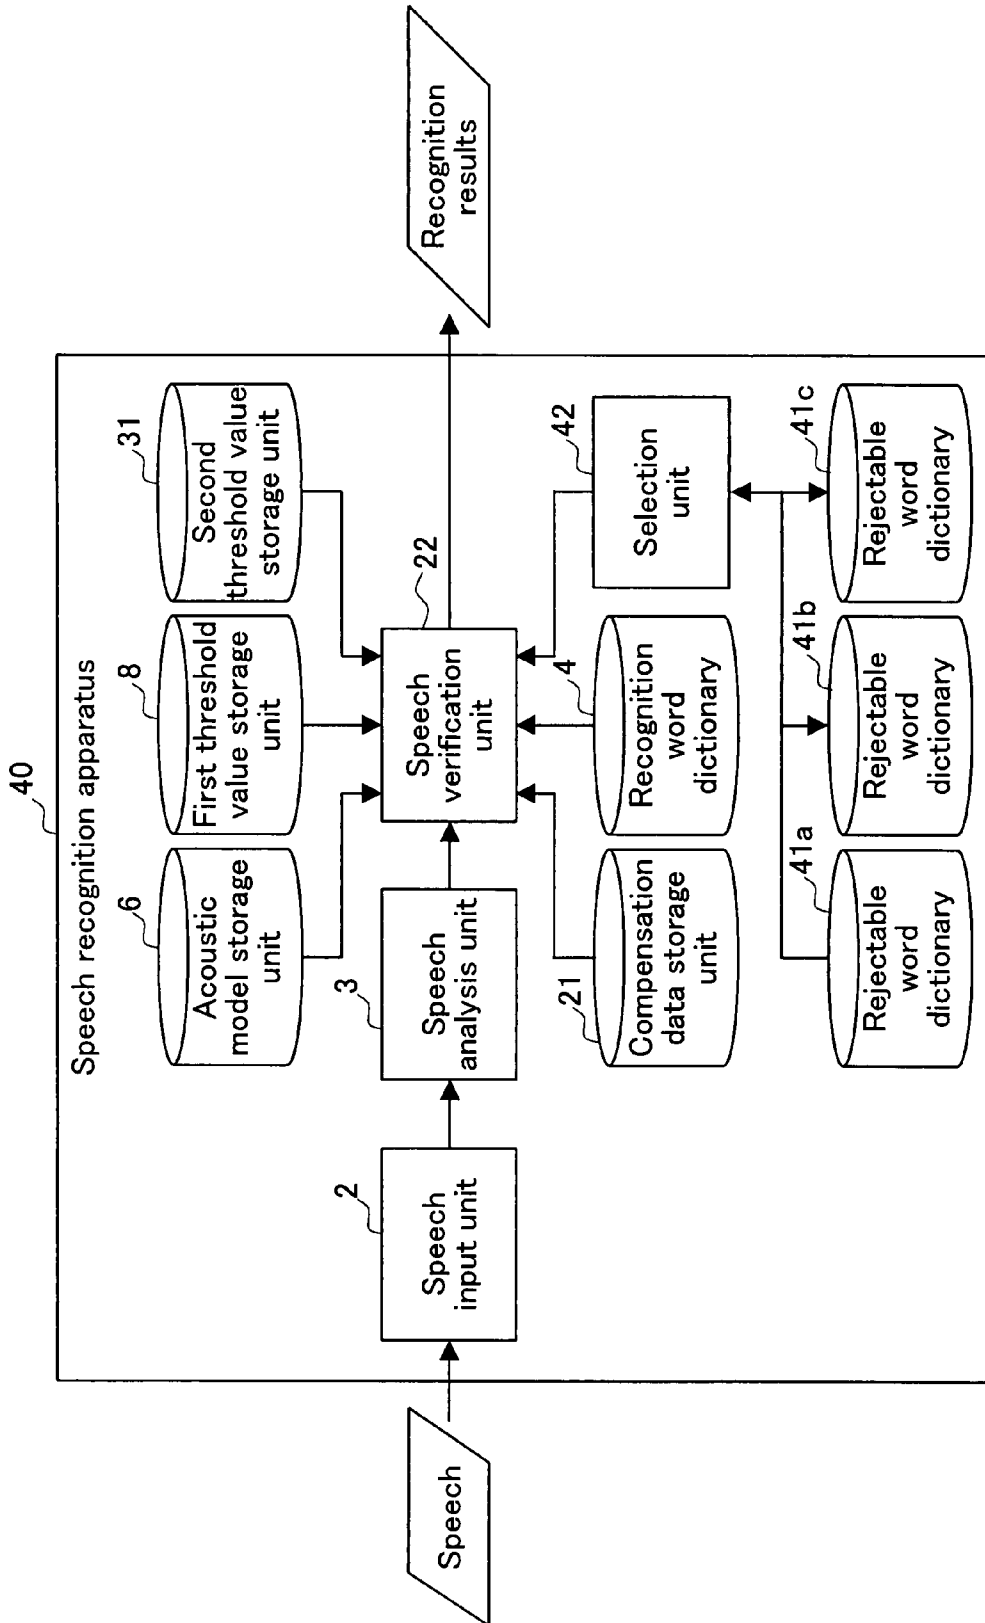 40
Speech recognition apparatus
6
Acoustic
model storage
unit
8
First threshold
value storage
unit
31
Second
threshold value
storage unit
Speech
2
Speech
input unit
3
Speech
analysis unit
22
Speech
verification
unit
Recognition
results
21
Compensation
data storage
unit
4
Recognition
word
dictionary
42
Selection
unit
41a
Rejectable
word
dictionary
41b
Rejectable
word
dictionary
41c
Rejectable
word
dictionary